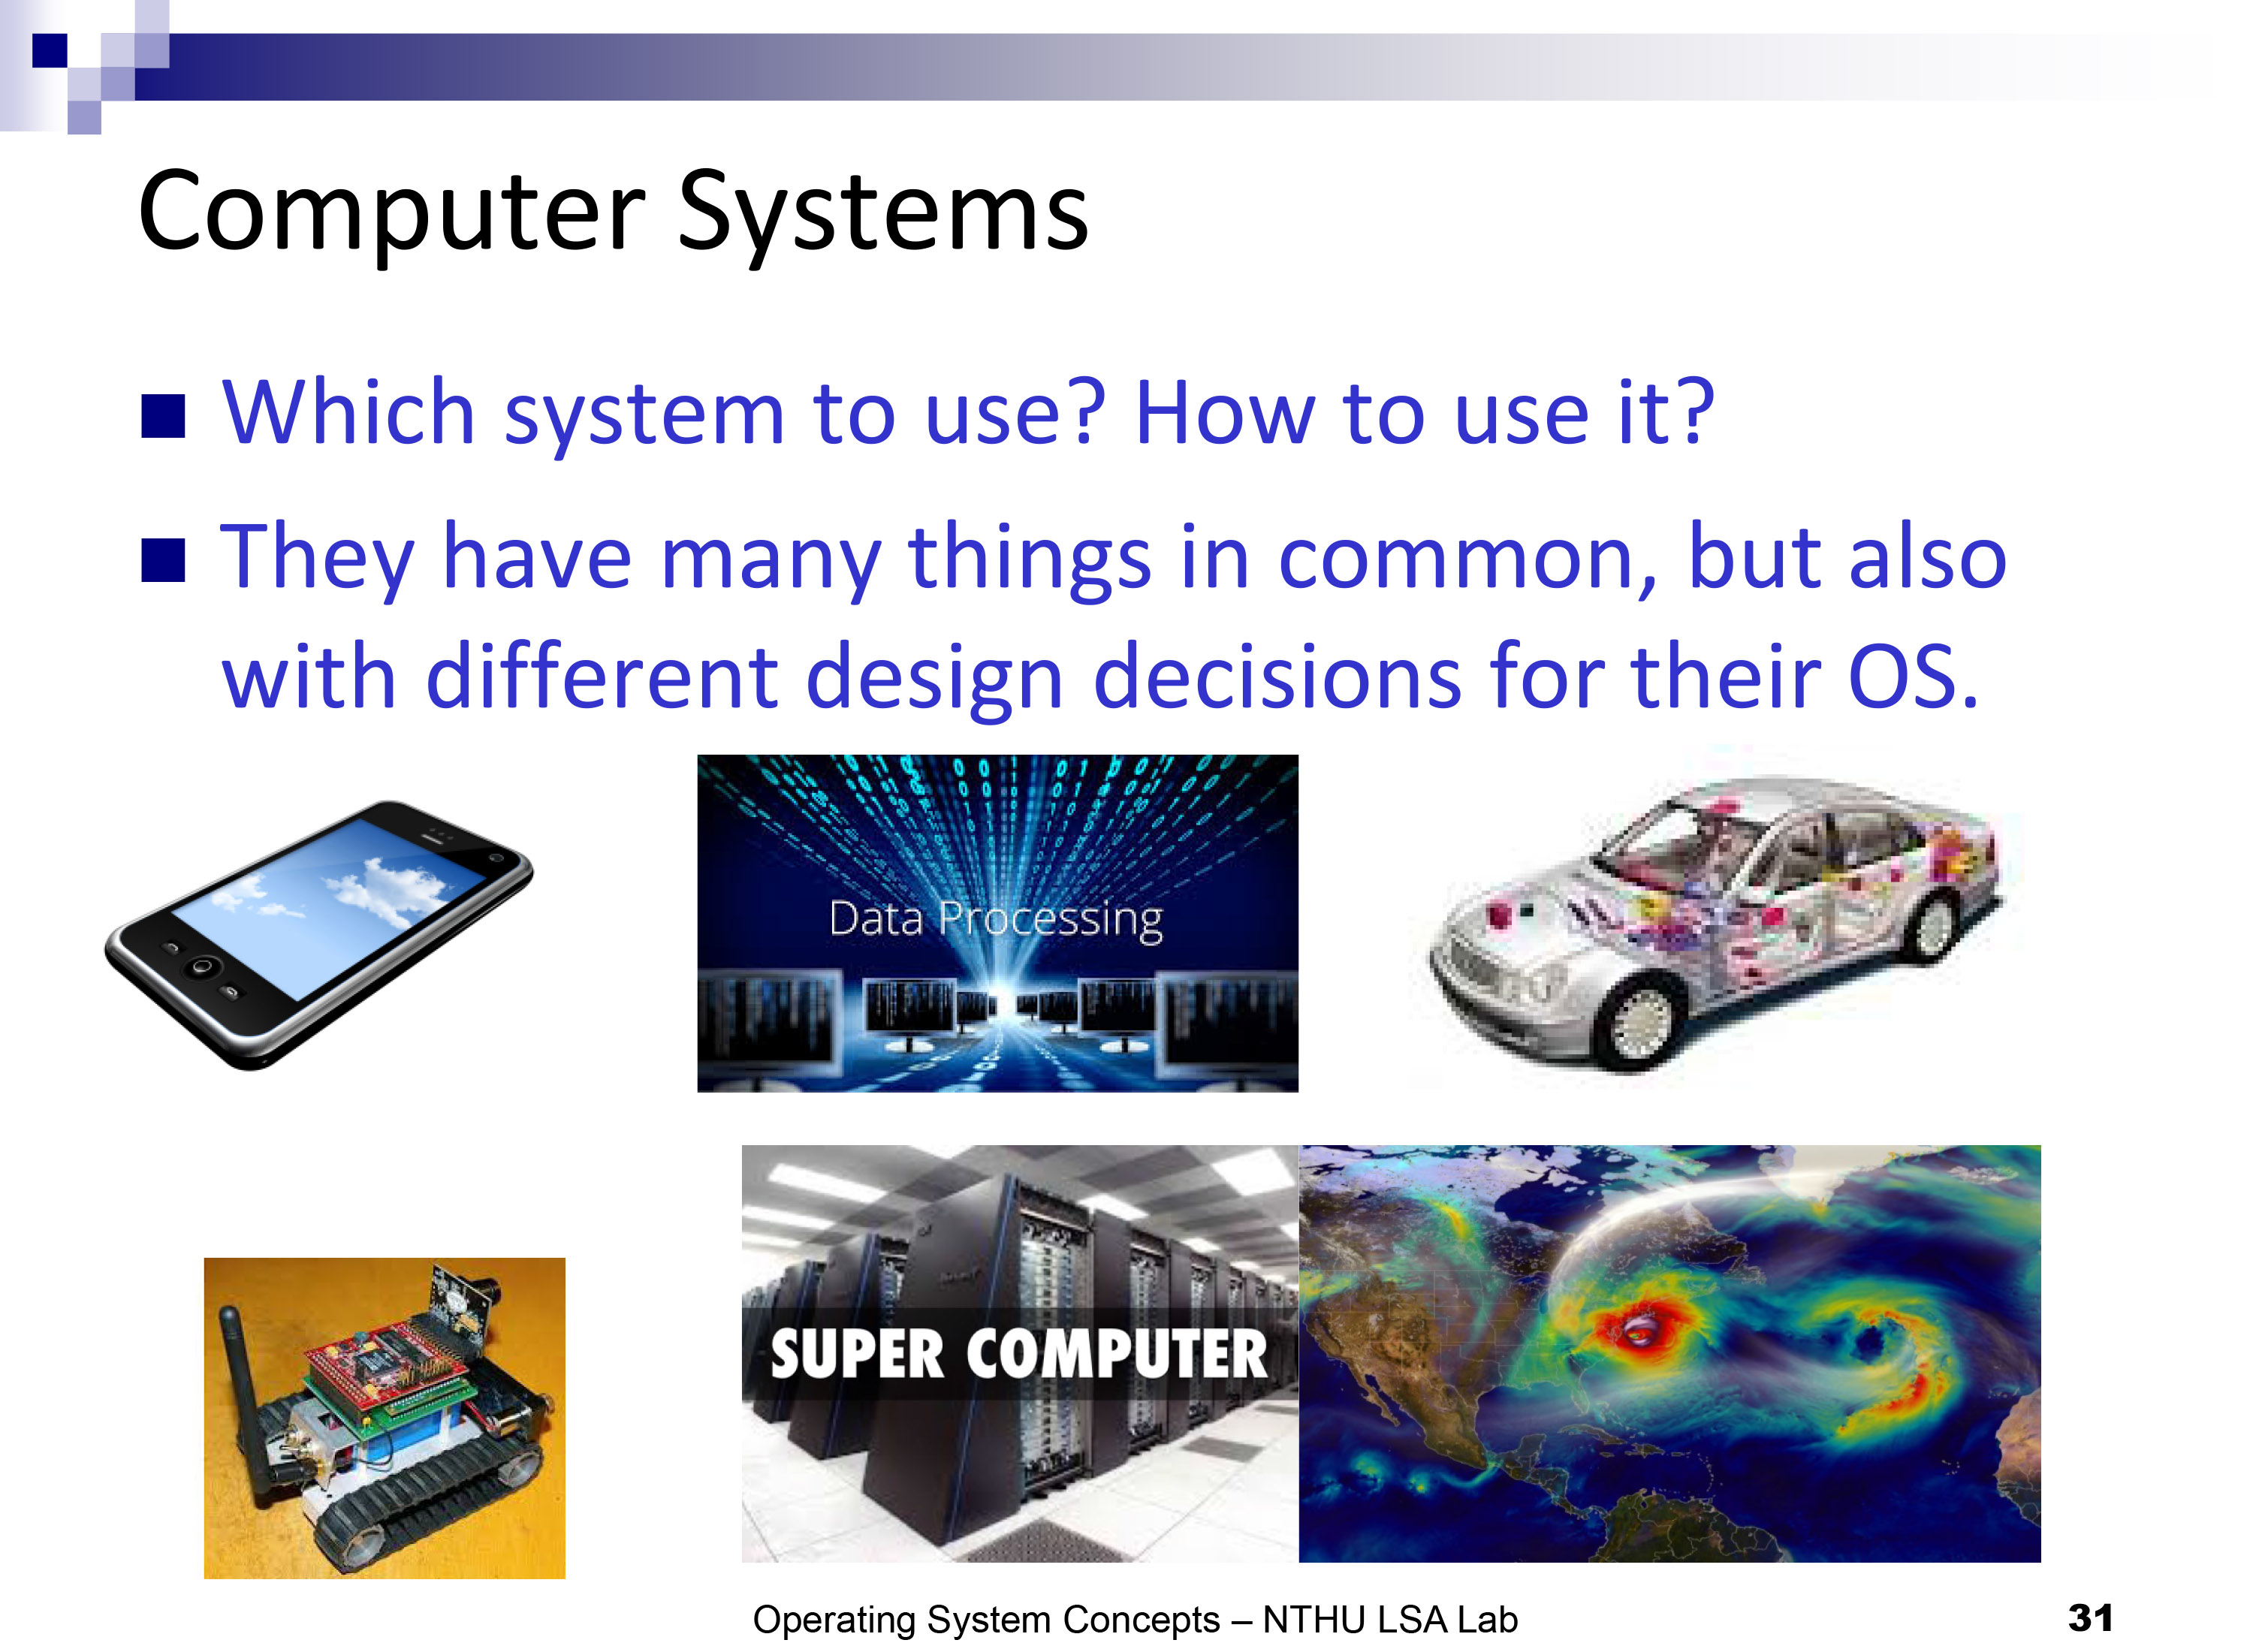 Computer Systems
Which system to use? How to use it?
They have many things in common, but also
with different design decisions for their OS.
Data Processing
SUPER COMPUTER
Operating System Concepts – NTHU LSA Lab
31